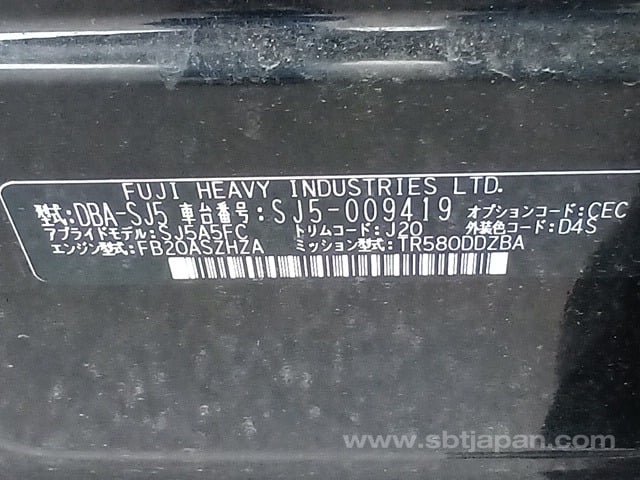 FUJI HEAVY INDUSTRIES LTD.
型式:DBA-SJ5 車台番号:SJ5-009419 オプションコード:CEC
アプライドモデル:SJ5A5FC トリムコード:J20 外装色コード:D4S
エンジン型式:FB20ASZHZA ミッション型式:TR580DDZBA
www.sbtjapan.com